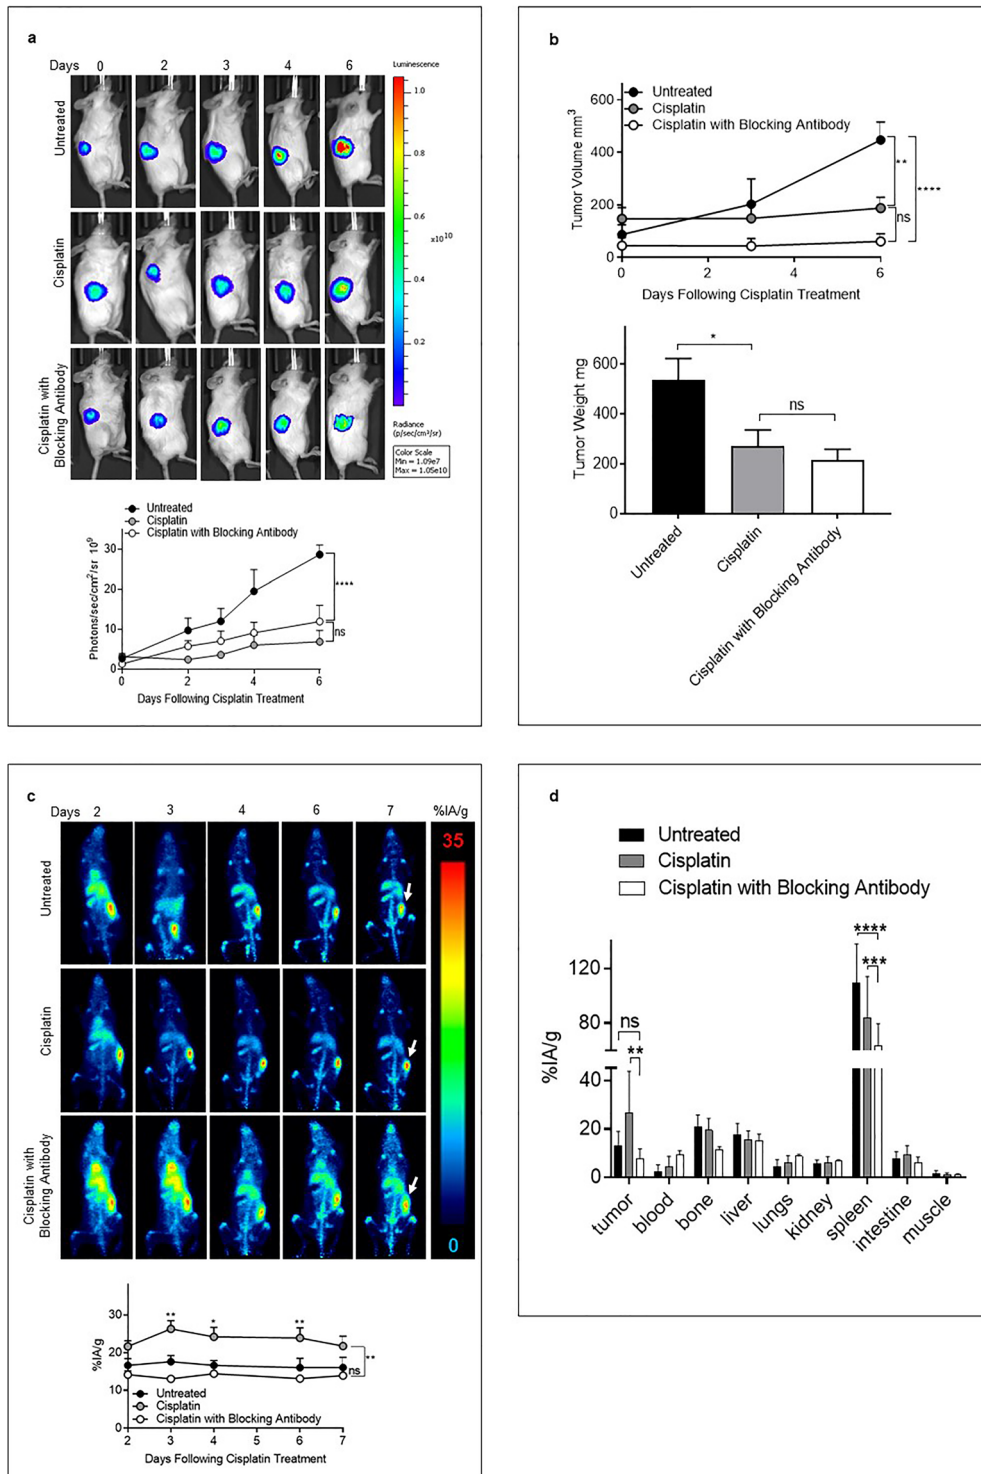 a
Days 0 2 3 4 6
Luminescence
Untreated
Cisplatin
Cisplatin with
Blocking Antibody
1.0
0.8
0.6
x10^10
0.4
0.2
Radiance
(p/sec/cm²/sr)
Color Scale
Min = 1.09e7
Max = 1.05e10
Untreated
Cisplatin
Cisplatin with Blocking Antibody
Photons/sec/cm²/sr 10⁹
30
20
10
0
****
ns
0 2 4 6
Days Following Cisplatin Treatment
b
Untreated
Cisplatin
Cisplatin with Blocking Antibody
Tumor Volume mm³
600
400
200
0
**
****
ns
0 2 4 6
Days Following Cisplatin Treatment
Tumor Weight mg
600
400
200
0
*
ns
Untreated
Cisplatin
Cisplatin with Blocking Antibody
c
Days 2 3 4 6 7 %IA/g
35
0
Untreated
Cisplatin
Cisplatin with
Blocking Antibody
%IA/g
30
20
10
0
** * **
**
ns
Untreated
Cisplatin
Cisplatin with Blocking Antibody
2 3 4 5 6 7
Days Following Cisplatin Treatment
d
Untreated
Cisplatin
Cisplatin with Blocking Antibody
%IA/g
120
80
40
20
0
ns
**
****
***
tumor
blood
bone
liver
lungs
kidney
spleen
intestine
muscle